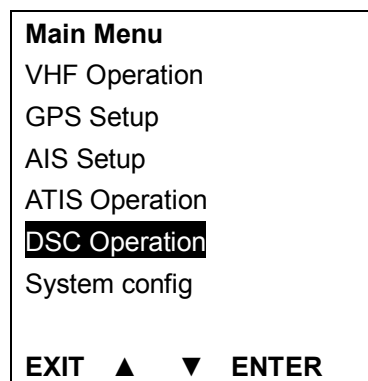 Main Menu
VHF Operation
GPS Setup
AIS Setup
ATIS Operation
DSC Operation
System config
EXIT ▲ ▼ ENTER